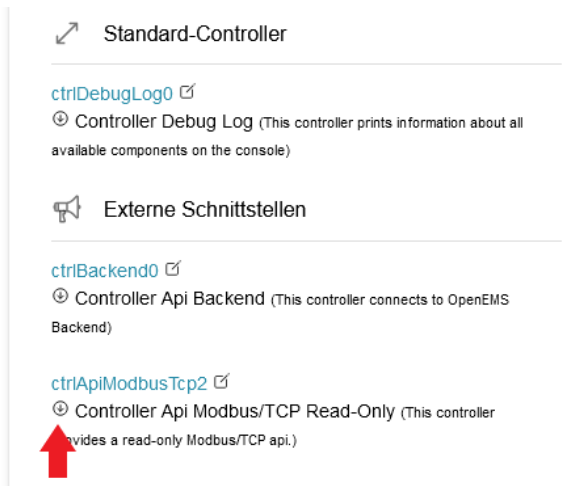 Standard-Controller
ctrlDebugLog0
Controller Debug Log (This controller prints information about all
available components on the console)
Externe Schnittstellen
ctrlBackend0
Controller Api Backend (This controller connects to OpenEMS
Backend)
ctrlApiModbusTcp2
Controller Api Modbus/TCP Read-Only (This controller
a read-only Modbus/TCP api.)